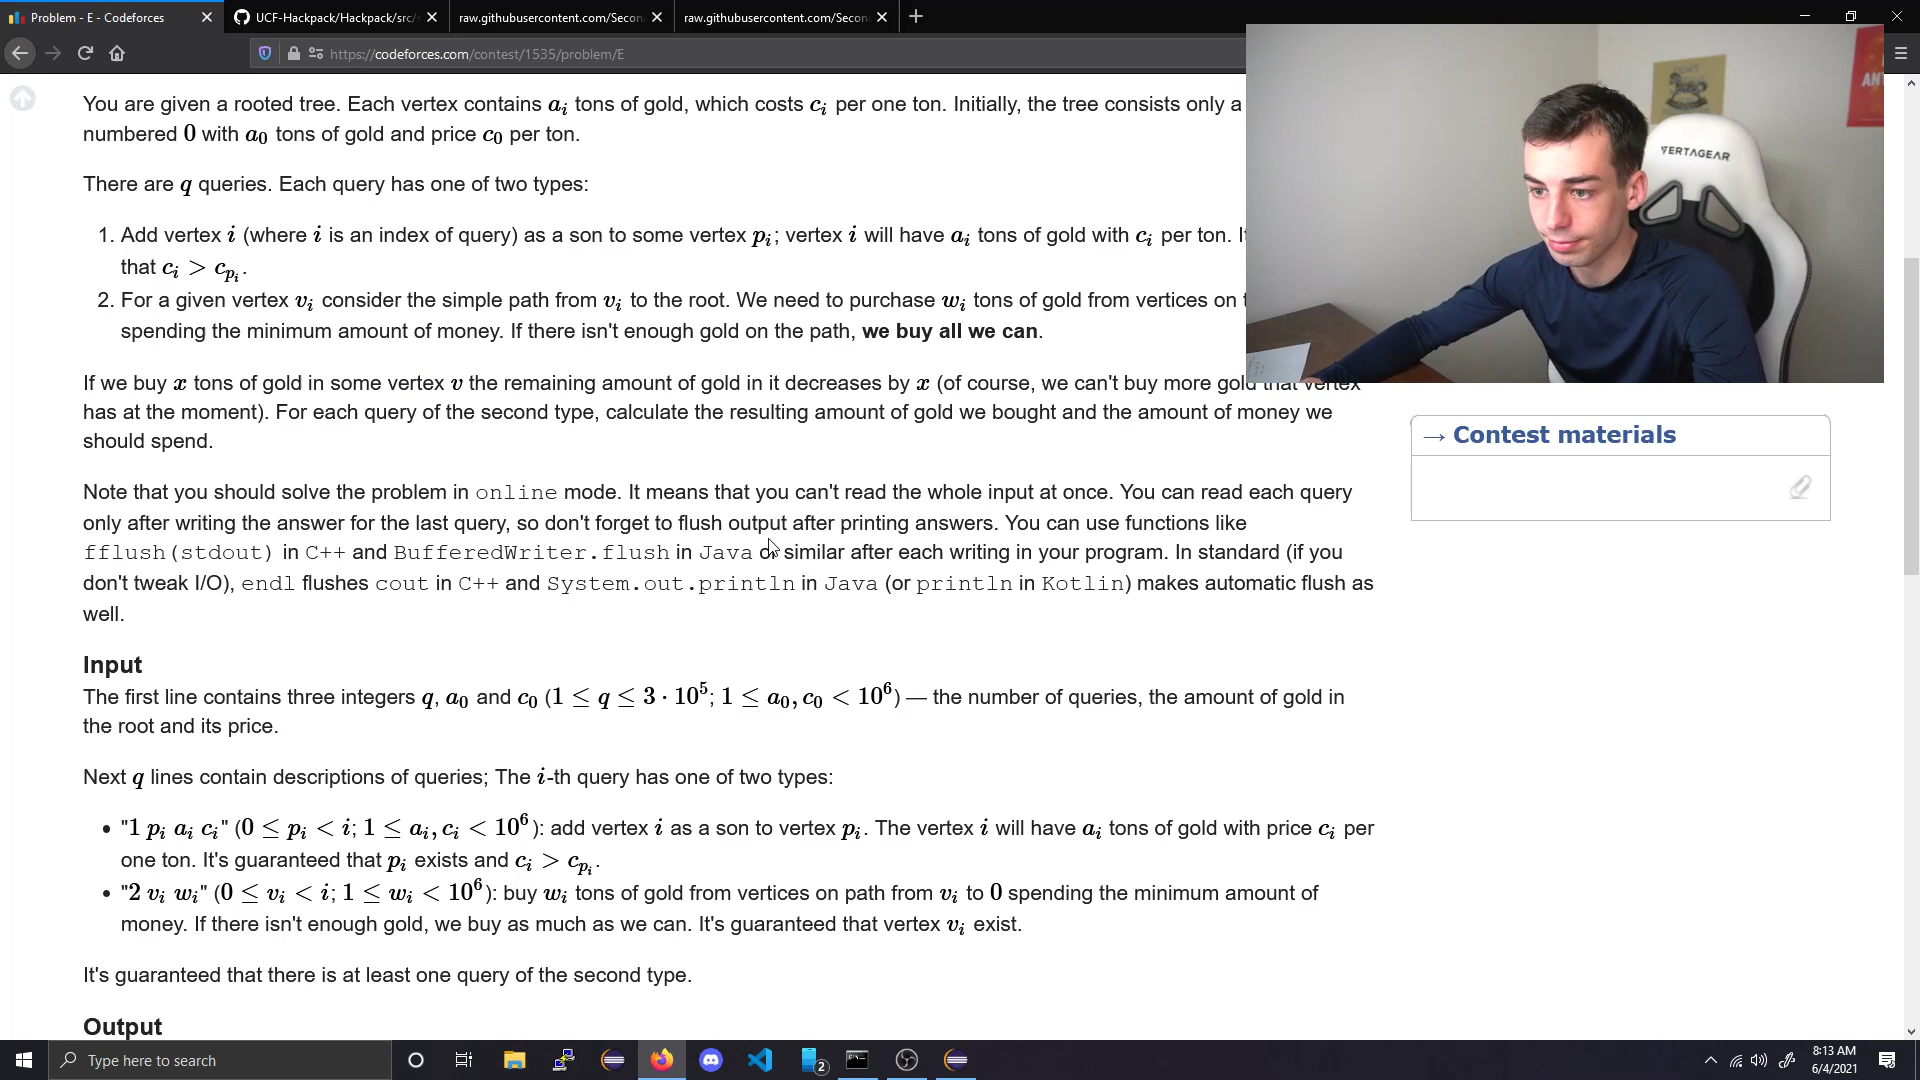 Problem - E - Codeforces
UCF-Hackpack/Hackpack/src/
raw.githubusercontent.com/Secon
raw.githubusercontent.com/Secon
https://codeforces.com/contest/1535/problem/E
VERTAGEAR
You are given a rooted tree. Each vertex contains aᵢ tons of gold, which costs cᵢ per one ton. Initially, the tree consists only a
numbered 0 with a₀ tons of gold and price c₀ per ton.
There are q queries. Each query has one of two types:
1. Add vertex i (where i is an index of query) as a son to some vertex pᵢ; vertex i will have aᵢ tons of gold with cᵢ per ton.
that cᵢ > c_{pᵢ}.
2. For a given vertex vᵢ consider the simple path from vᵢ to the root. We need to purchase wᵢ tons of gold from vertices on
spending the minimum amount of money. If there isn't enough gold on the path, we buy all we can.
If we buy x tons of gold in some vertex v the remaining amount of gold in it decreases by x (of course, we can't buy more gold that vertex
has at the moment). For each query of the second type, calculate the resulting amount of gold we bought and the amount of money we
should spend.
Note that you should solve the problem in online mode. It means that you can't read the whole input at once. You can read each query
only after writing the answer for the last query, so don't forget to flush output after printing answers. You can use functions like
fflush(stdout) in C++ and BufferedWriter.flush in Java or similar after each writing in your program. In standard (if you
don't tweak I/O), endl flushes cout in C++ and System.out.println in Java (or println in Kotlin) makes automatic flush as
well.
Input
The first line contains three integers q, a₀ and c₀ (1 ≤ q ≤ 3 · 10⁵; 1 ≤ a₀, c₀ < 10⁶) — the number of queries, the amount of gold in
the root and its price.
Next q lines contain descriptions of queries; The i-th query has one of two types:
• "1 pᵢ aᵢ cᵢ" (0 ≤ pᵢ < i; 1 ≤ aᵢ, cᵢ < 10⁶): add vertex i as a son to vertex pᵢ. The vertex i will have aᵢ tons of gold with price cᵢ per
one ton. It's guaranteed that pᵢ exists and cᵢ > c_{pᵢ}.
• "2 vᵢ wᵢ" (0 ≤ vᵢ < i; 1 ≤ wᵢ < 10⁶): buy wᵢ tons of gold from vertices on path from vᵢ to 0 spending the minimum amount of
money. If there isn't enough gold, we buy as much as we can. It's guaranteed that vertex vᵢ exist.
It's guaranteed that there is at least one query of the second type.
Output
→ Contest materials
Type here to search
2
8:13 AM
6/4/2021